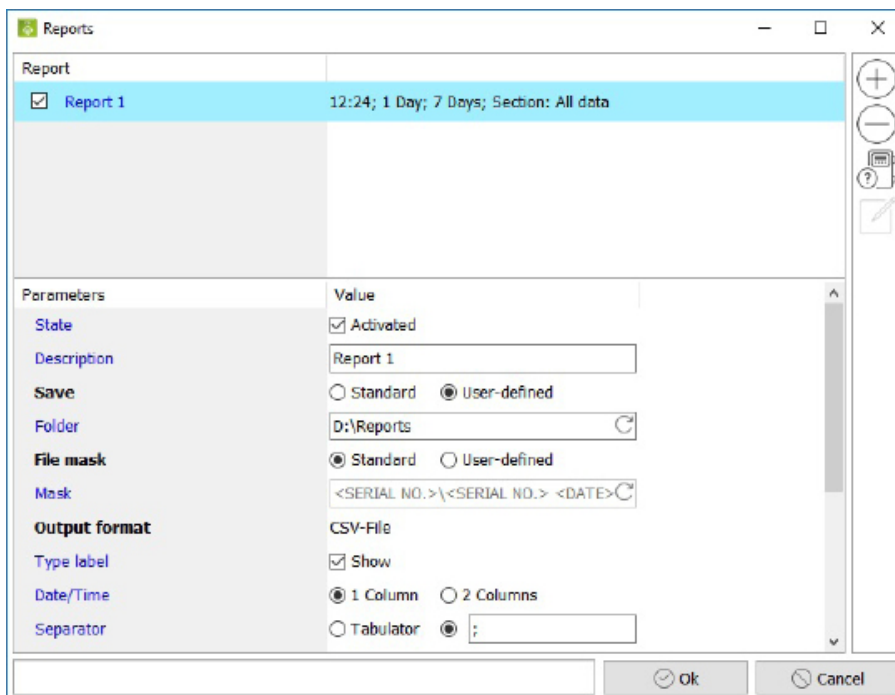 Reports
Report
Report 1 12:24; 1 Day; 7 Days; Section: All data
Parameters Value
State Activated
Description Report 1
Save Standard User-defined
Folder D:\Reports
File mask Standard User-defined
Mask <SERIAL NO.>\<SERIAL NO.> <DATE>
Output format CSV-File
Type label Show
Date/Time 1 Column 2 Columns
Separator Tabulator ;
Ok Cancel